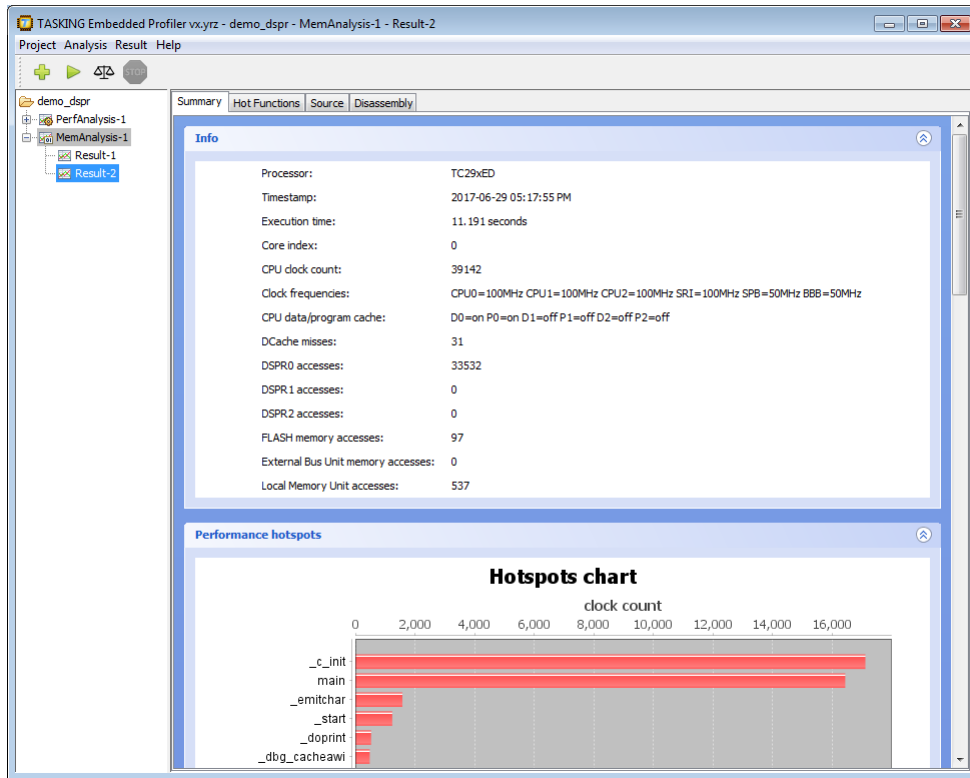 TASKING Embedded Profiler vx.yrz - demo_dspr - MemAnalysis-1 - Result-2
Project Analysis Result Help
STOP
demo_dspr
PerfAnalysis-1
MemAnalysis-1
Result-1
Result-2
Summary Hot Functions Source Disassembly
Info
Processor: TC29xED
Timestamp: 2017-06-29 05:17:55 PM
Execution time: 11.191 seconds
Core index: 0
CPU clock count: 39142
Clock frequencies: CPU0=100MHz CPU1=100MHz CPU2=100MHz SRI=100MHz SPB=50MHz BBB=50MHz
CPU data/program cache: D0=on P0=on D1=off P1=off D2=off P2=off
DCache misses: 31
DSPR0 accesses: 33532
DSPR1 accesses: 0
DSPR2 accesses: 0
FLASH memory accesses: 97
External Bus Unit memory accesses: 0
Local Memory Unit accesses: 537
Performance hotspots
Hotspots chart
clock count
0 2,000 4,000 6,000 8,000 10,000 12,000 14,000 16,000
_c_init
main
_emitchar
_start
_doprint
_dbg_cacheawi